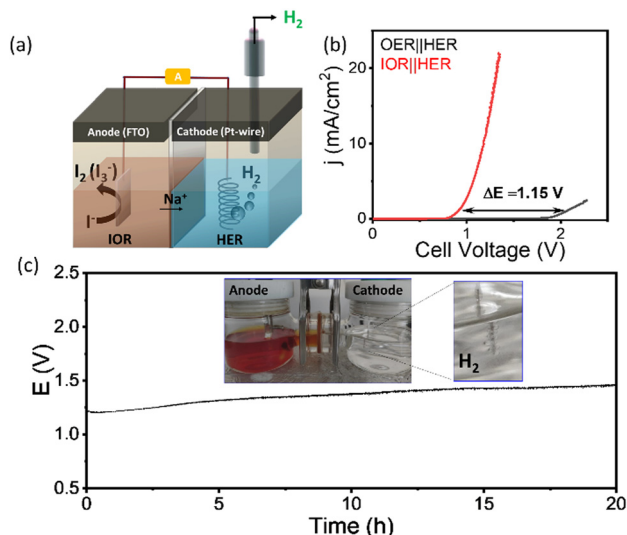 (a)
H₂
A
Anode (FTO)
Cathode (Pt-wire)
I₂ (I₃⁻)
I⁻
IOR
Na⁺
H₂
HER
(b)
OER||HER
IOR||HER
ΔE =1.15 V
j (mA/cm²)
20
10
0
0
1
2
Cell Voltage (V)
(c)
E (V)
2.5
2.0
1.5
1.0
0.5
Anode
Cathode
H₂
0
5
10
15
20
Time (h)